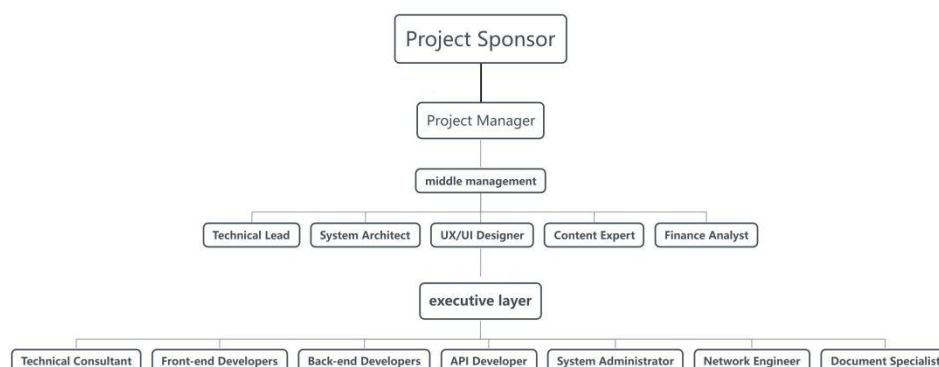 Project Sponsor
Project Manager
middle management
Technical Lead System Architect UX/UI Designer Content Expert Finance Analyst
executive layer
Technical Consultant Front-end Developers Back-end Developers API Developer System Administrator Network Engineer Document Specialist